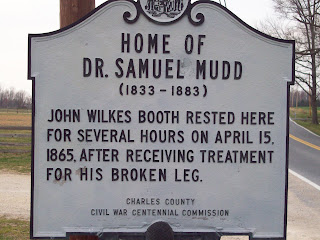 HOME OF
DR. SAMUEL MUDD
(1833-1883)
JOHN WILKES BOOTH RESTED HERE
FOR SEVERAL HOURS ON APRIL 15,
1865, AFTER RECEIVING TREATMENT
FOR HIS BROKEN LEG.
CHARLES COUNTY
CIVIL WAR CENTENNIAL COMMISSION